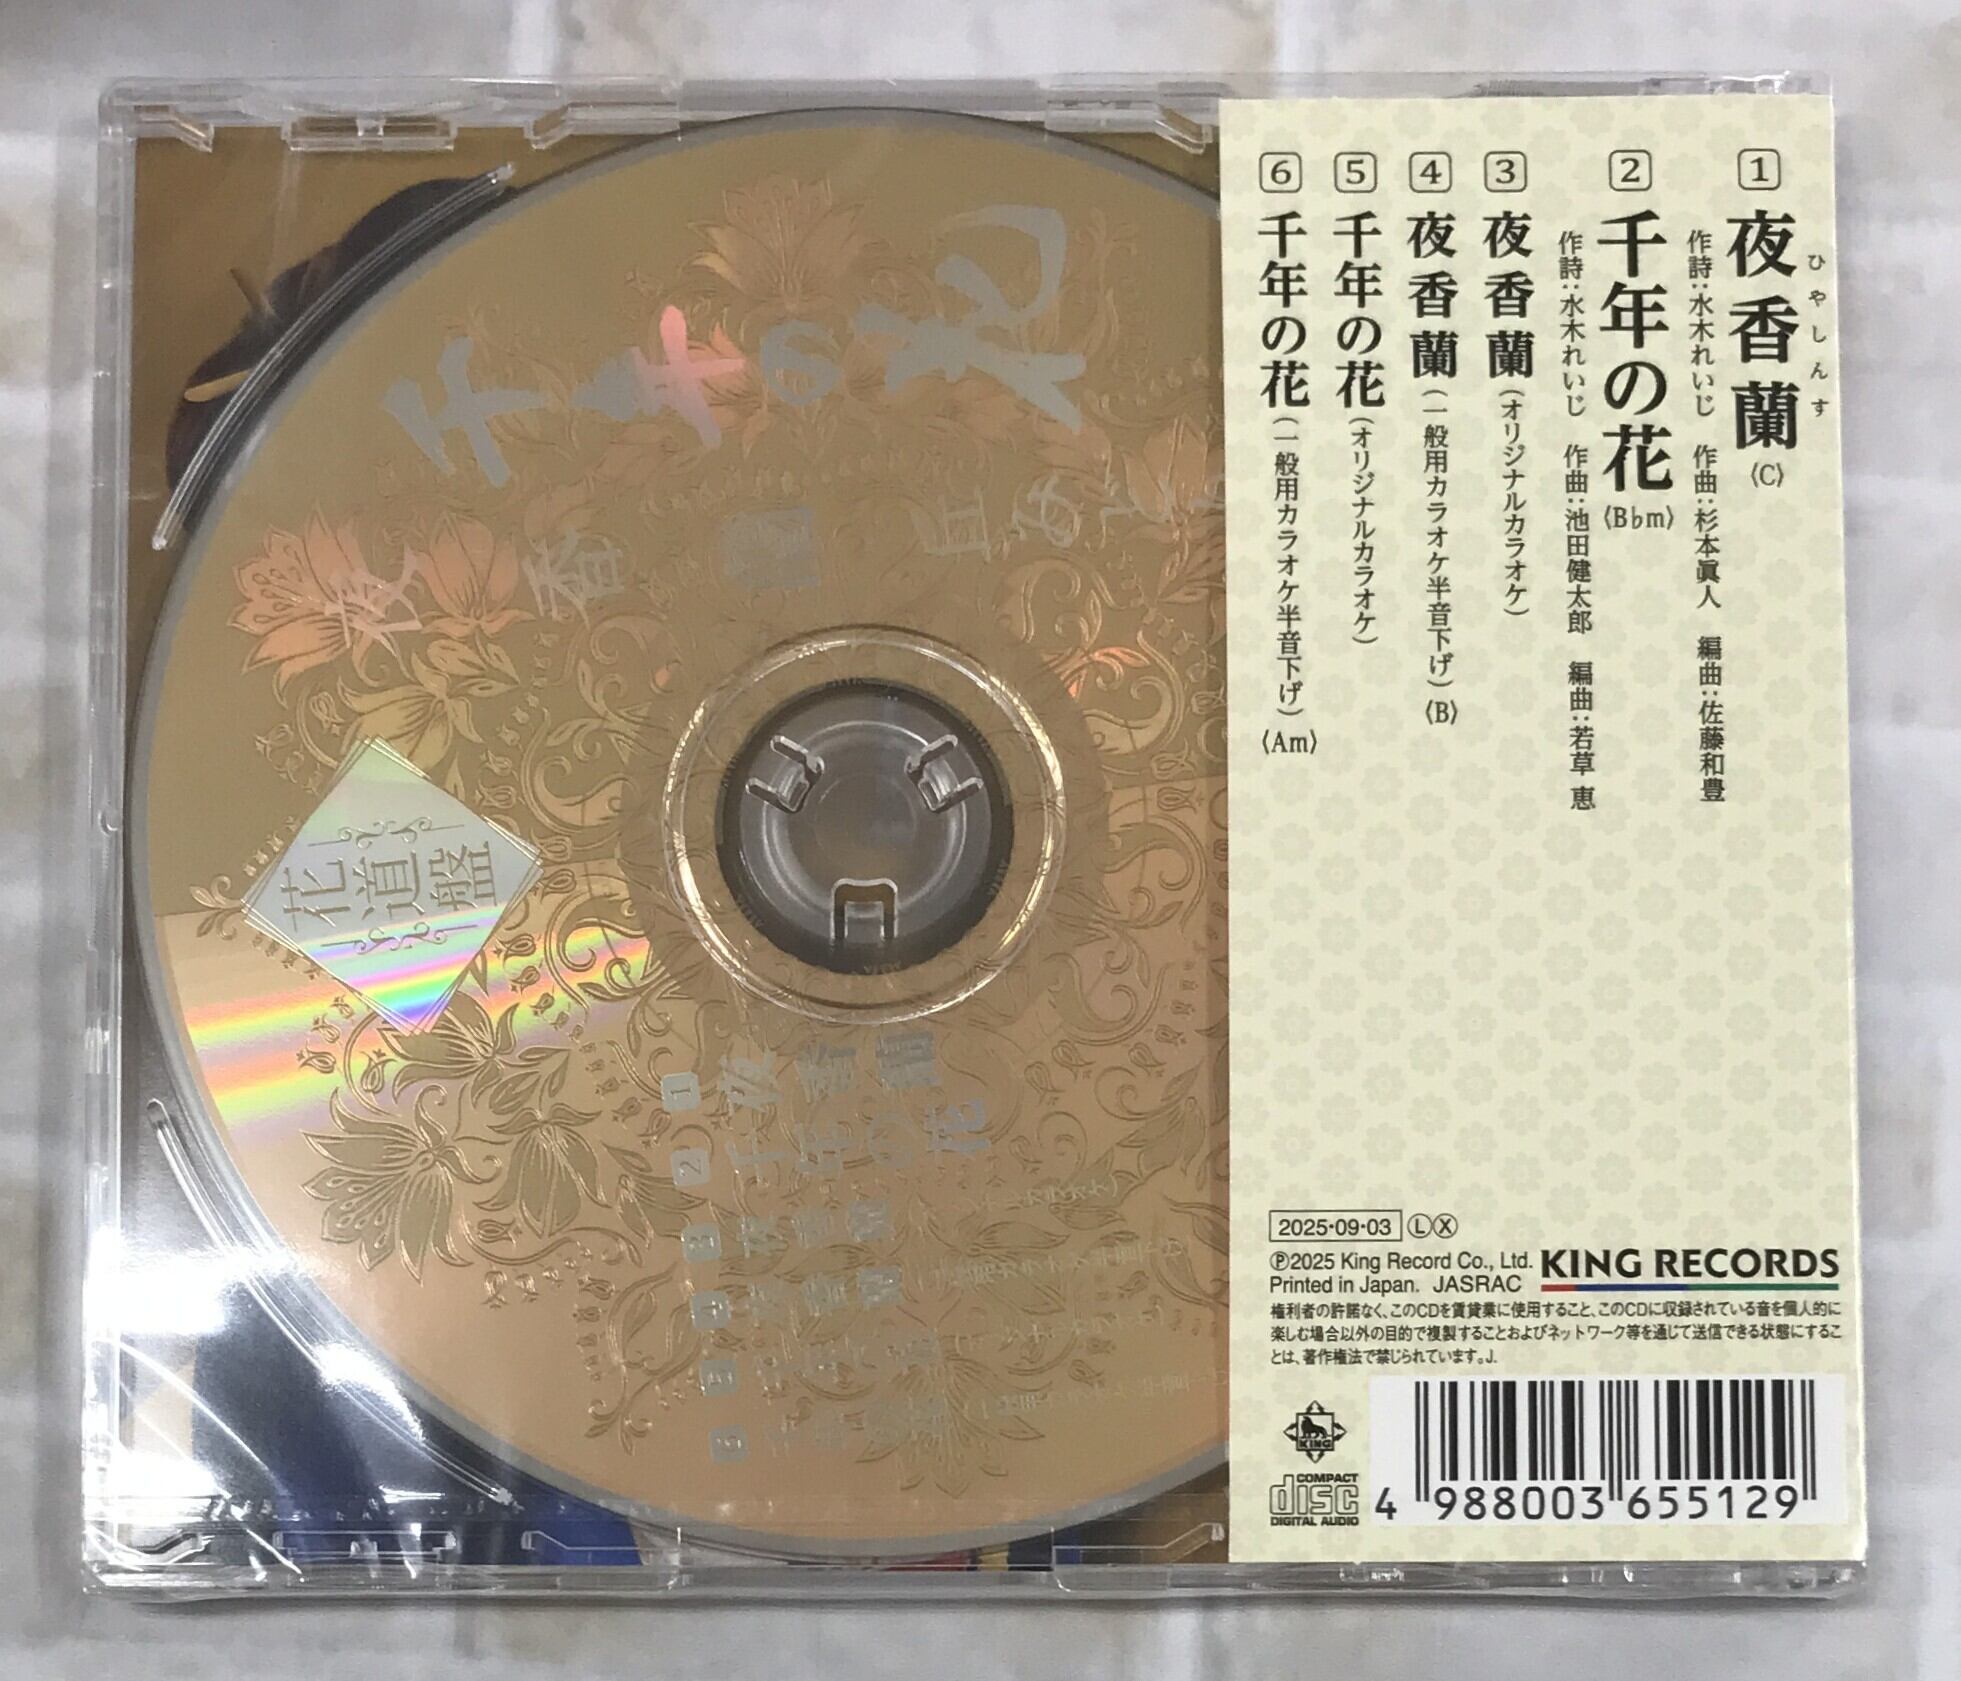 1 夜香蘭 〈C〉
ひやしんす
作詩:水木れいじ 作曲:杉本眞人 編曲:佐藤和豊
2 千年の花 〈B♭m〉
作詩:水木れいじ 作曲:池田健太郎 編曲:若草 恵
3 夜香蘭(オリジナルカラオケ)
4 夜香蘭(一般用カラオケ半音下げ)〈B〉
5 千年の花(オリジナルカラオケ)
6 千年の花(一般用カラオケ半音下げ)〈Am〉
2025・09・03 Ⓛ Ⓧ
℗2025 King Record Co., Ltd.
Printed in Japan. JASRAC
KING RECORDS
権利者の許諾なく、このCDを賃貸業に使用すること、このCDに収録されている音を個人的に
楽しむ場合以外の目的で複製することおよびネットワーク等を通じて送信できる状態にするこ
とは、著作権法で禁じられています。J.
KING
COMPACT
disc
DIGITAL AUDIO
4 988003 655129
花道盤
1 夜香蘭
2 千年の花